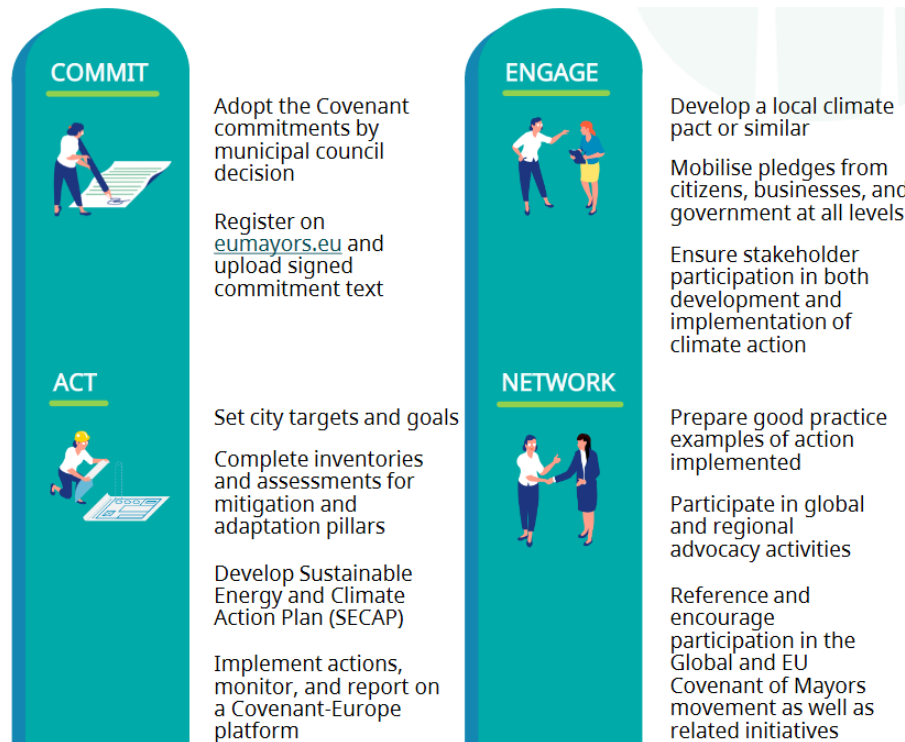 COMMIT
Adopt the Covenant
commitments by
municipal council
decision
Register on
eumayors.eu and
upload signed
commitment text
ACT
Set city targets and goals
Complete inventories
and assessments for
mitigation and
adaptation pillars
Develop Sustainable
Energy and Climate
Action Plan (SECAP)
Implement actions,
monitor, and report on
a Covenant-Europe
platform
ENGAGE
Develop a local climate
pact or similar
Mobilise pledges from
citizens, businesses, and
government at all levels
Ensure stakeholder
participation in both
development and
implementation of
climate action
NETWORK
Prepare good practice
examples of action
implemented
Participate in global
and regional
advocacy activities
Reference and
encourage
participation in the
Global and EU
Covenant of Mayors
movement as well as
related initiatives